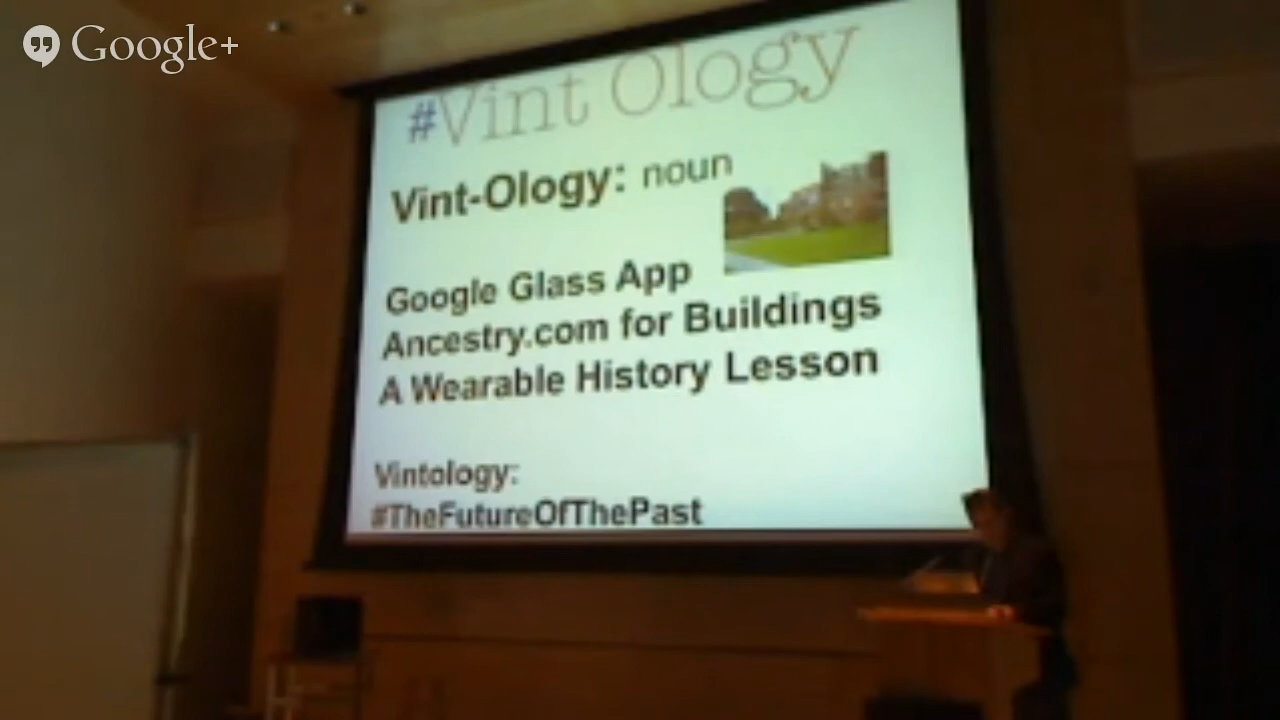 Google+
#Vint Ology
Vint-Ology: noun
Google Glass App
Ancestry.com for Buildings
A Wearable History Lesson
Vintology:
#TheFutureOfThePast